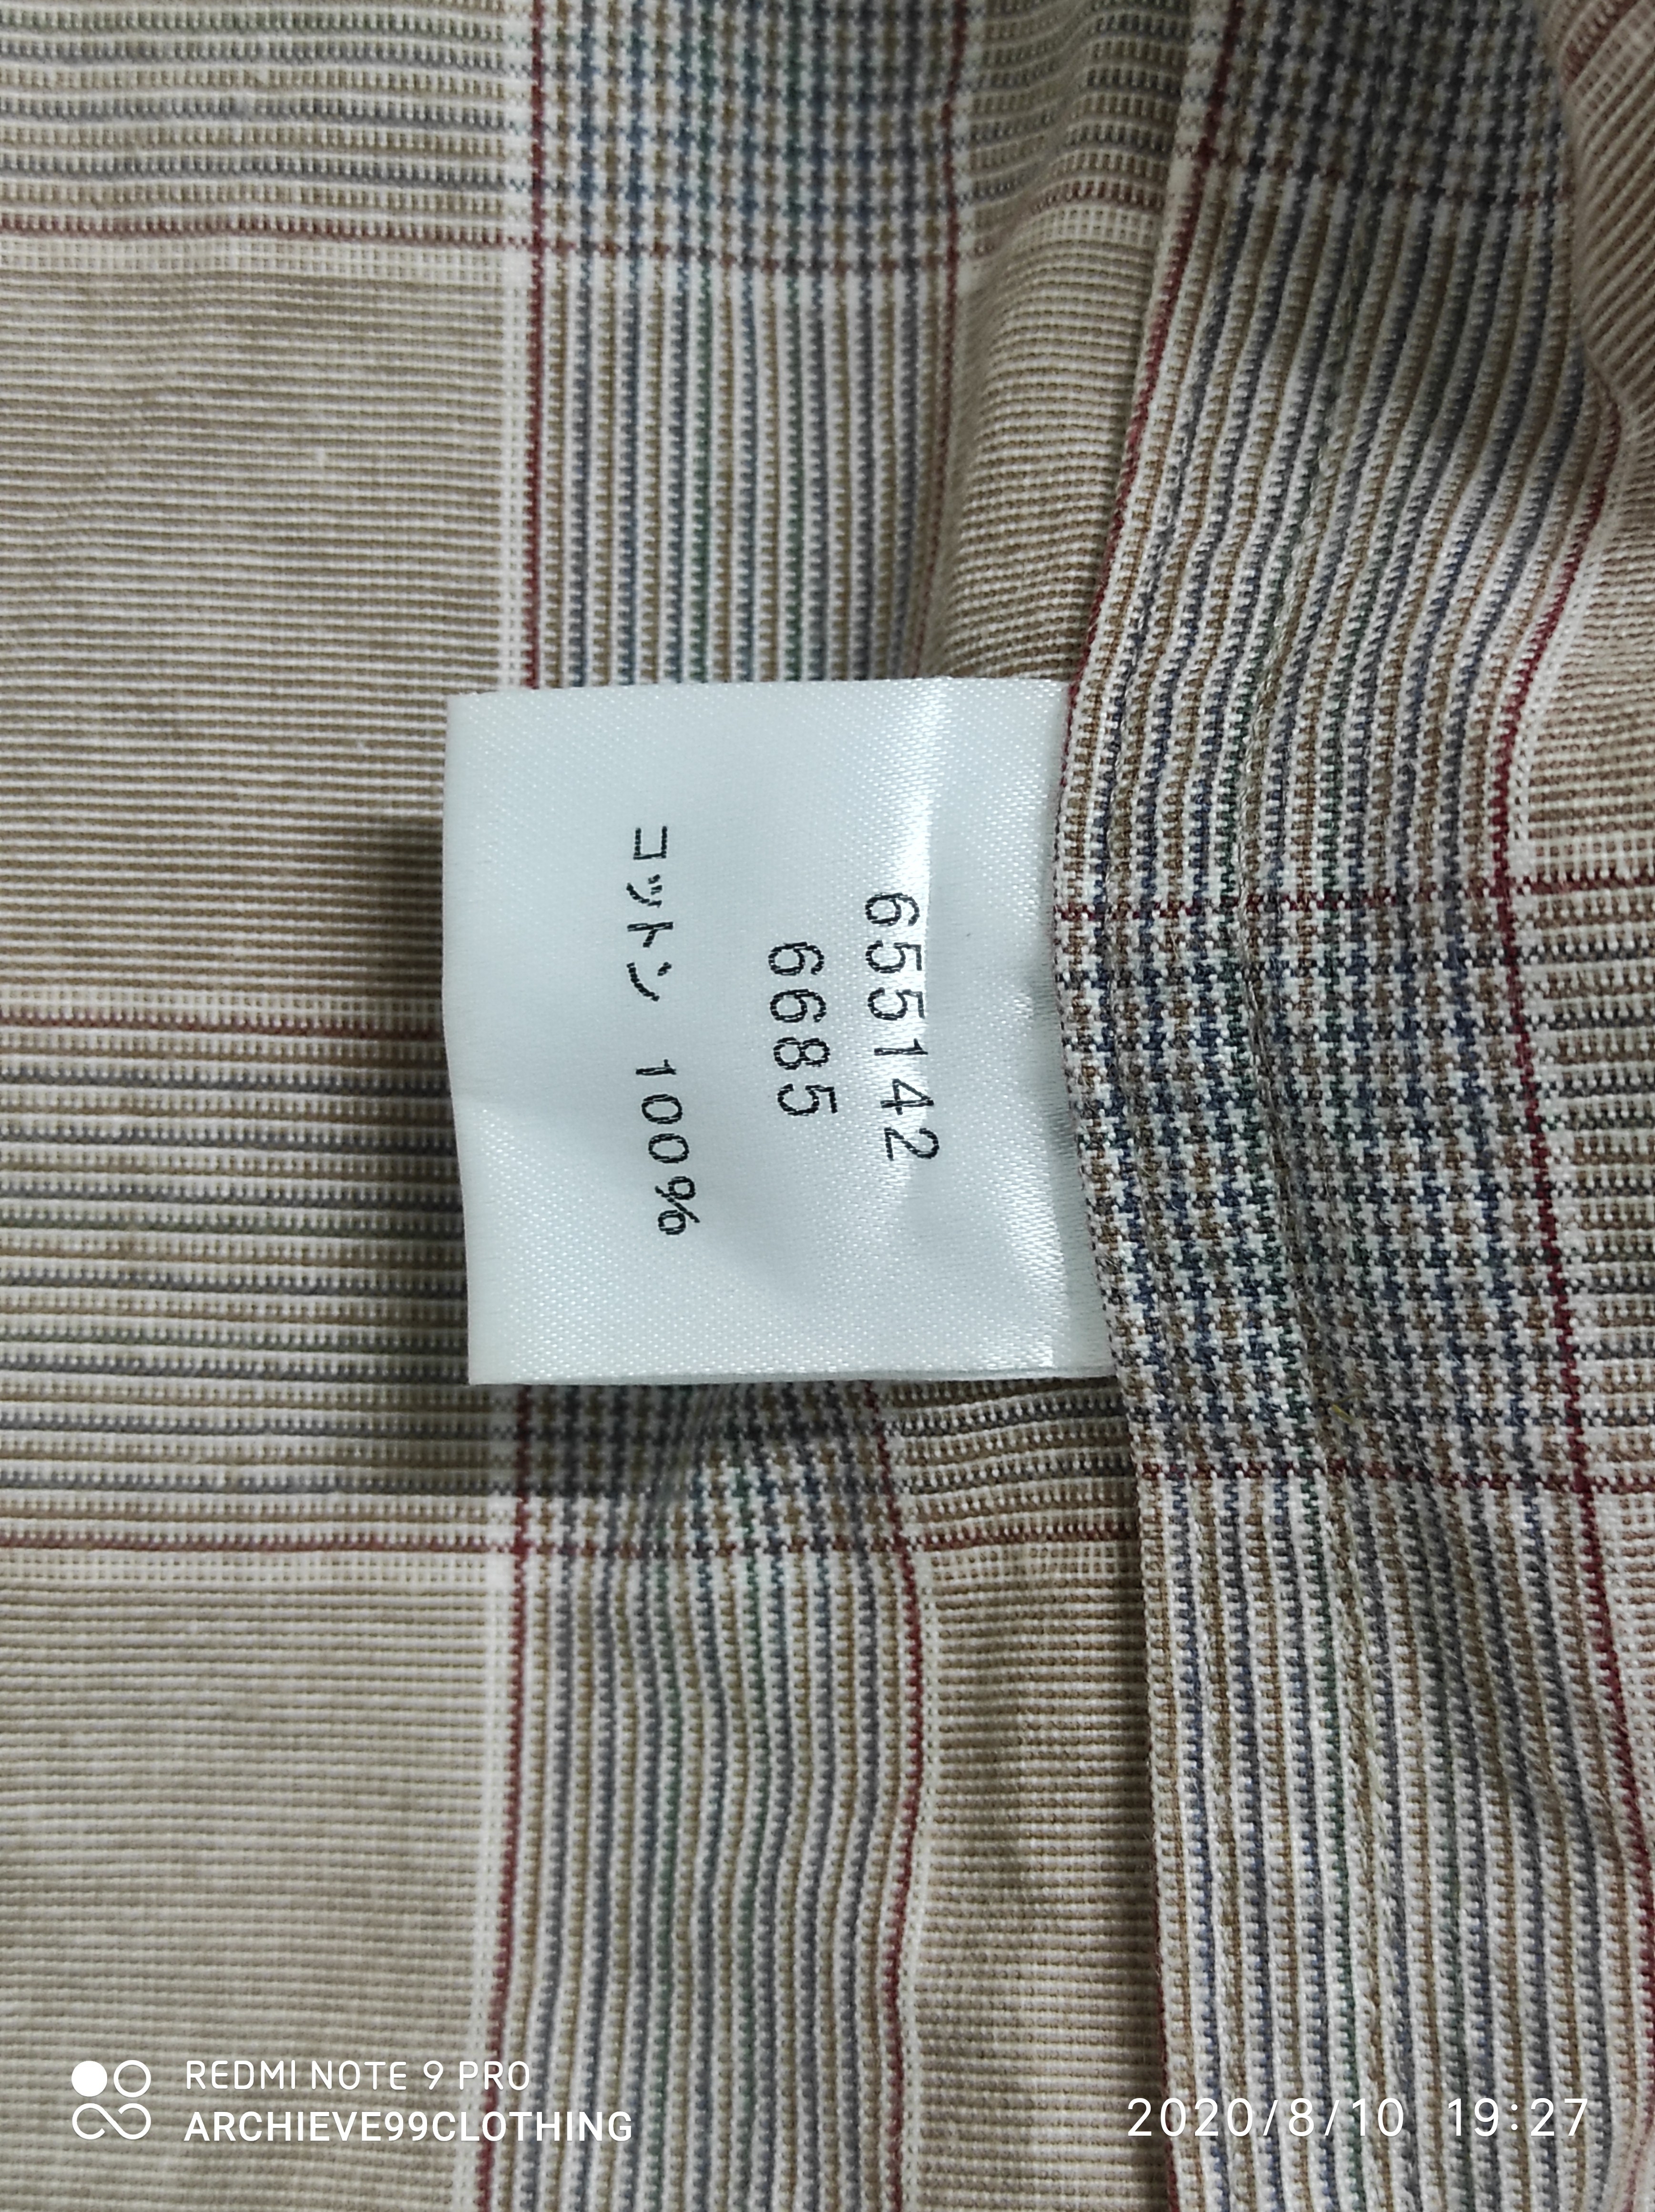 655142
6685
コットン 100%
REDMI NOTE 9 PRO
ARCHIEVE99CLOTHING
2020/8/10 19:27